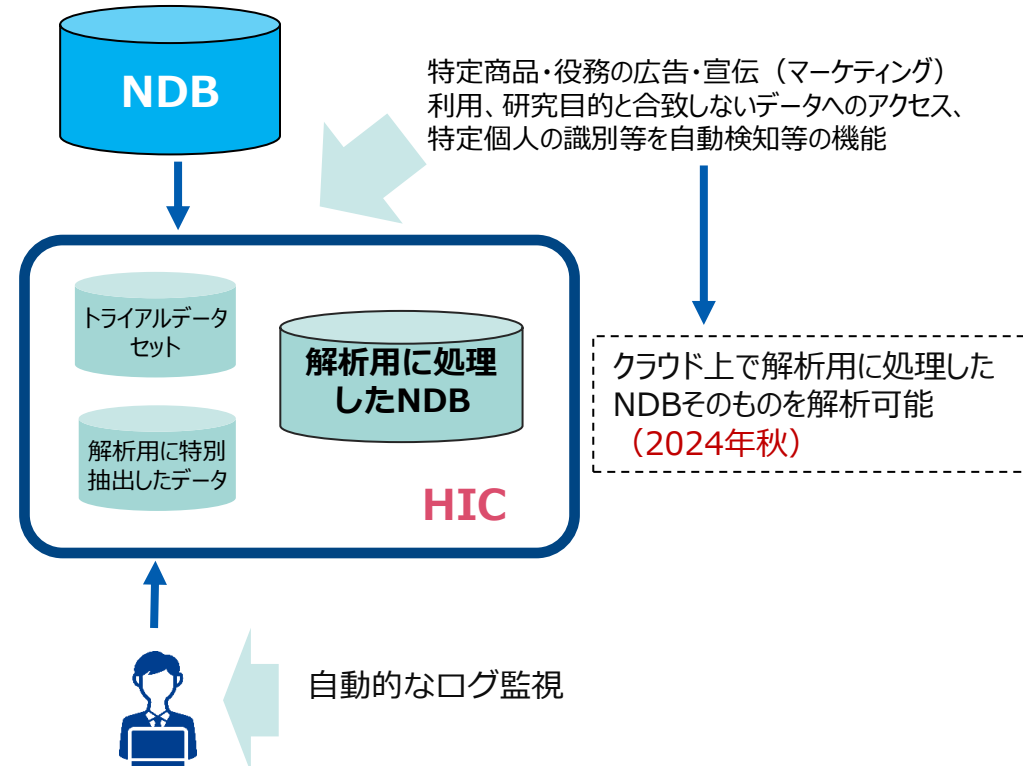 NDB
特定商品・役務の広告・宣伝（マーケティング）
利用、研究目的と合致しないデータへのアクセス、
特定個人の識別等を自動検知等の機能
トライアルデータ
セット
解析用に処理
したNDB
解析用に特別
抽出したデータ
HIC
クラウド上で解析用に処理した
NDBそのものを解析可能
（2024年秋）
自動的なログ監視